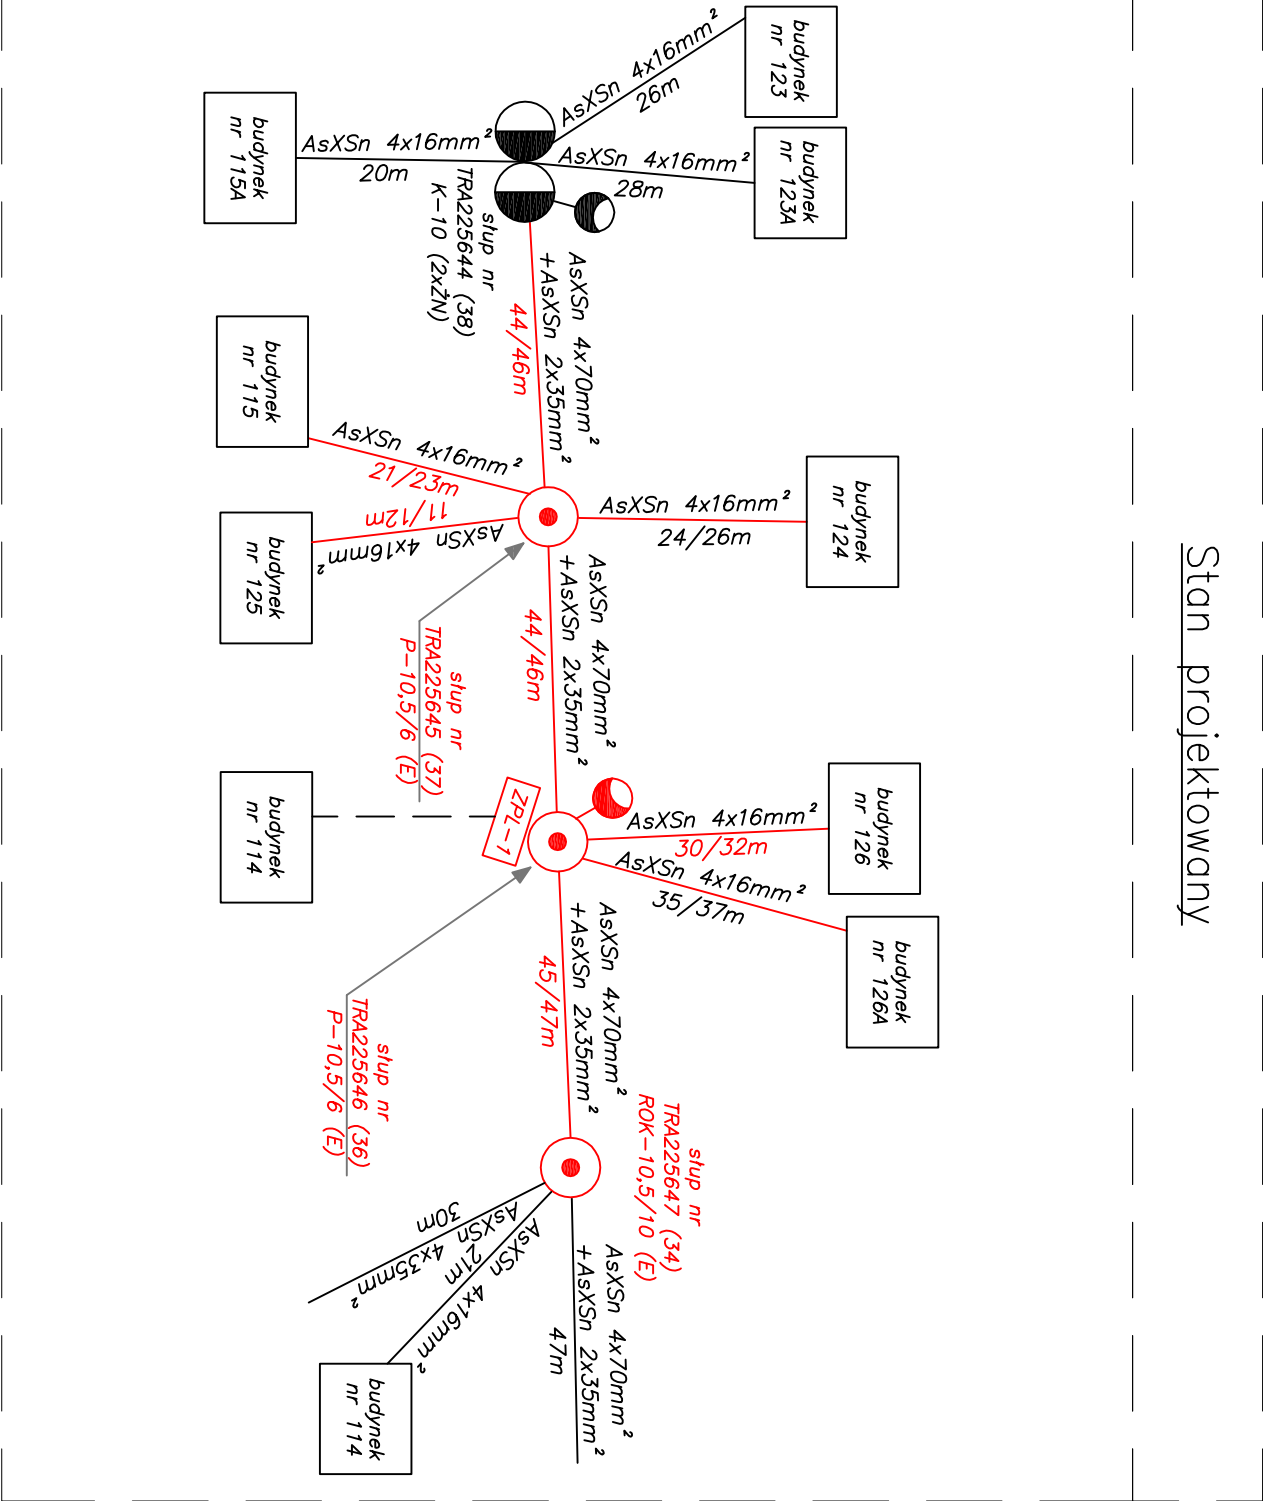 Stan projektowany
budynek
nr 123
AsXSn 4x16mm²
26m
budynek
nr 123A
AsXSn 4x16mm²
28m
budynek
nr 115A
AsXSn 4x16mm²
20m
słup nr
TRA225644 (38)
K-10 (2xŻN)
AsXSn 4x70mm²
+AsXSn 2x35mm²
44/46m
budynek
nr 115
AsXSn 4x16mm²
21/23m
budynek
nr 125
11/12m
AsXSn 4x16mm²
budynek
nr 124
AsXSn 4x16mm²
24/26m
słup nr
TRA225645 (37)
P-10,5/6 (E)
AsXSn 4x70mm²
+AsXSn 2x35mm²
44/46m
budynek
nr 114
ZPL-1
budynek
nr 126
AsXSn 4x16mm²
30/32m
budynek
nr 126A
AsXSn 4x16mm²
35/37m
słup nr
TRA225646 (36)
P-10,5/6 (E)
AsXSn 4x70mm²
+AsXSn 2x35mm²
45/47m
słup nr
TRA225647 (34)
ROK-10,5/10 (E)
AsXSn 4x70mm²
+AsXSn 2x35mm²
47m
30m
AsXSn 4x35mm²
21m
AsXSn 4x16mm²
budynek
nr 114